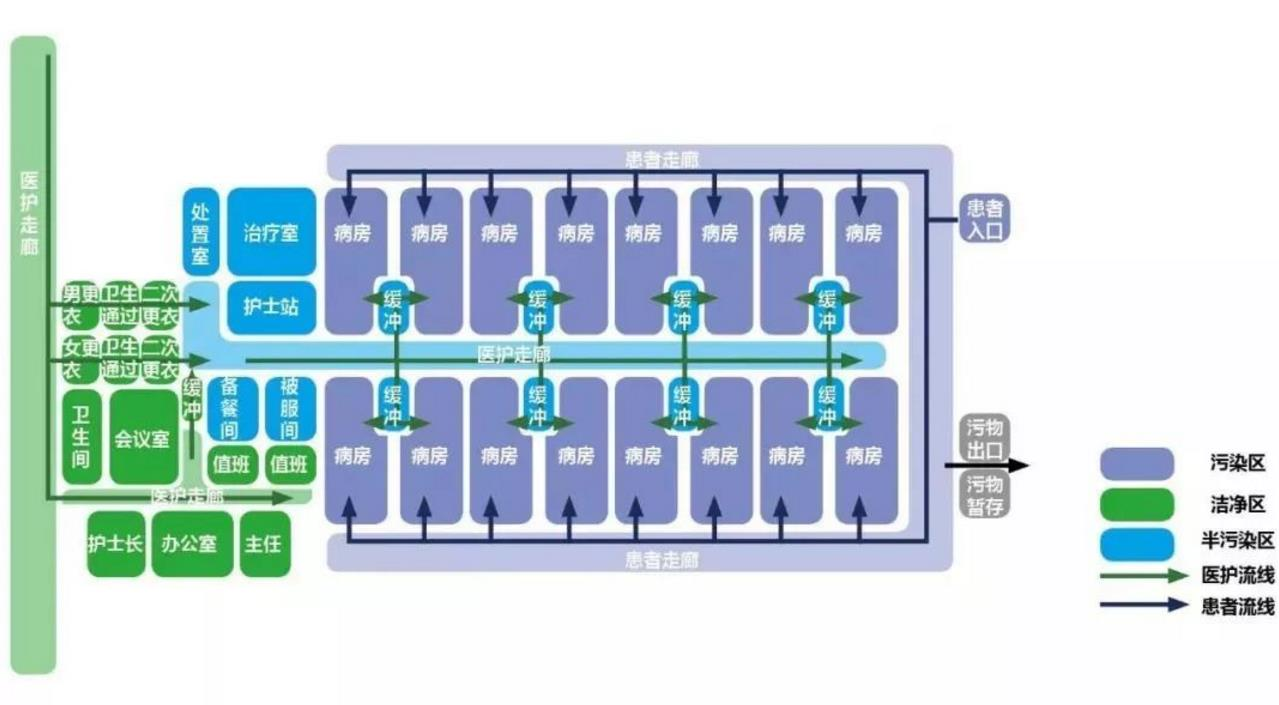 患者走廊
医护走廊
处置室
治疗室
病房
病房
病房
病房
病房
病房
病房
病房
患者
入口
男更
衣
卫生
通过
二次
更衣
护士站
缓冲
缓冲
缓冲
缓冲
女更
衣
卫生
通过
二次
更衣
医护走廊
缓冲
备餐间
被服间
缓冲
缓冲
缓冲
缓冲
卫生间
会议室
值班
值班
病房
病房
病房
病房
病房
病房
病房
病房
污物
出口
污物
暂存
医护走廊
护士长
办公室
主任
患者走廊
污染区
洁净区
半污染区
医护流线
患者流线